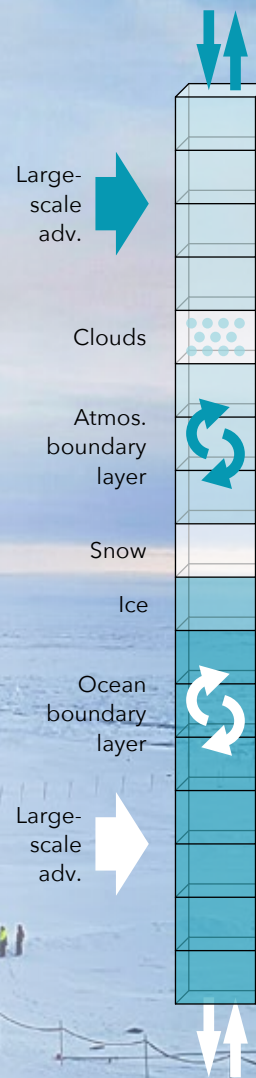 Large-
scale
adv.
Clouds
Atmos.
boundary
layer
Snow
Ice
Ocean
boundary
layer
Large-
scale
adv.